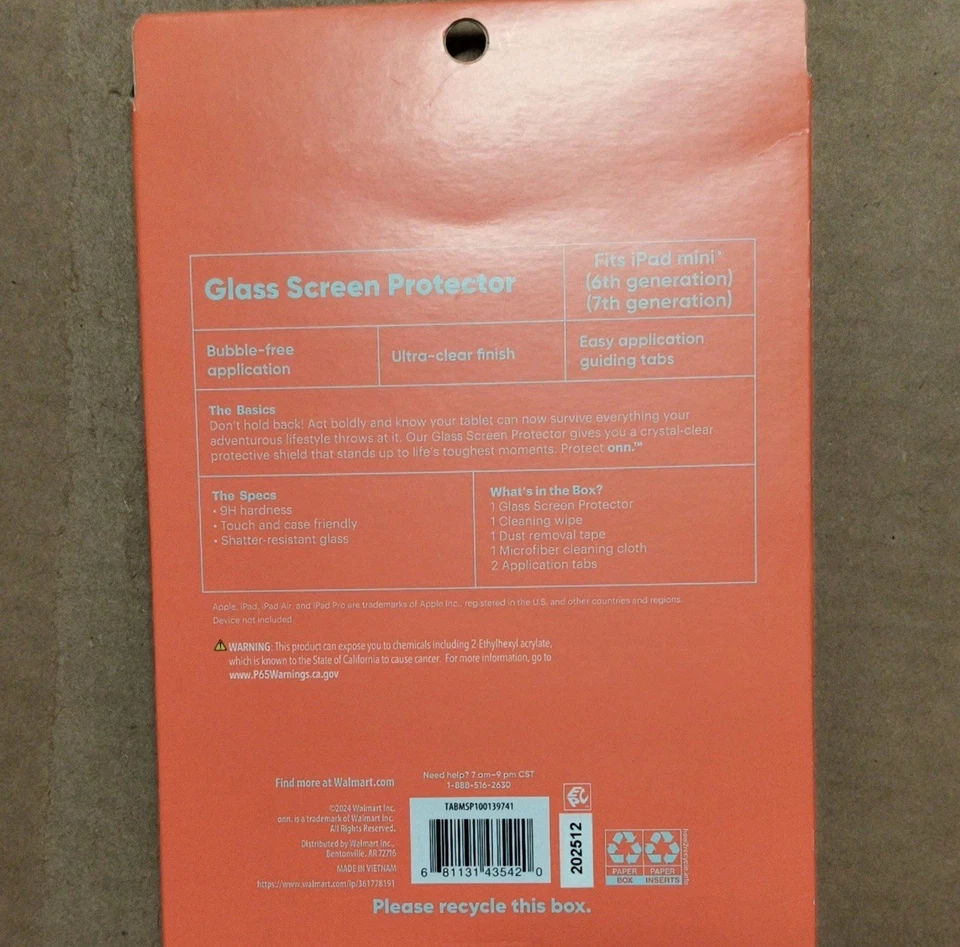 Glass Screen Protector
Fits iPad mini®
(6th generation)
(7th generation)
Bubble-free
application
Ultra-clear finish
Easy application
guiding tabs
The Basics
Don't hold back! Act boldly and know your tablet can now survive everything your
adventurous lifestyle throws at it. Our Glass Screen Protector gives you a crystal-clear
protective shield that stands up to life's toughest moments. Protect onn.™
The Specs
• 9H hardness
• Touch and case friendly
• Shatter-resistant glass
What's in the Box?
1 Glass Screen Protector
1 Cleaning wipe
1 Dust removal tape
1 Microfiber cleaning cloth
2 Application tabs
Apple, iPad, iPad Air, and iPad Pro are trademarks of Apple Inc., registered in the U.S. and other countries and regions.
Device not included.
WARNING: This product can expose you to chemicals including 2-Ethylhexyl acrylate,
which is known to the State of California to cause cancer. For more information, go to
www.P65Warnings.ca.gov
Find more at Walmart.com
©2024 Walmart Inc.
onn. is a trademark of Walmart Inc.
All Rights Reserved.
Distributed by Walmart Inc.,
Bentonville, AR 72716
MADE IN VIETNAM
https://www.walmart.com/ip/361778191
Need help? 7 am-9 pm CST
1-888-516-2630
TABMSP100139741
6 81131 43542 0
202512
PAPER
BOX
PAPER
INSERTS
how2recycle.info
Please recycle this box.